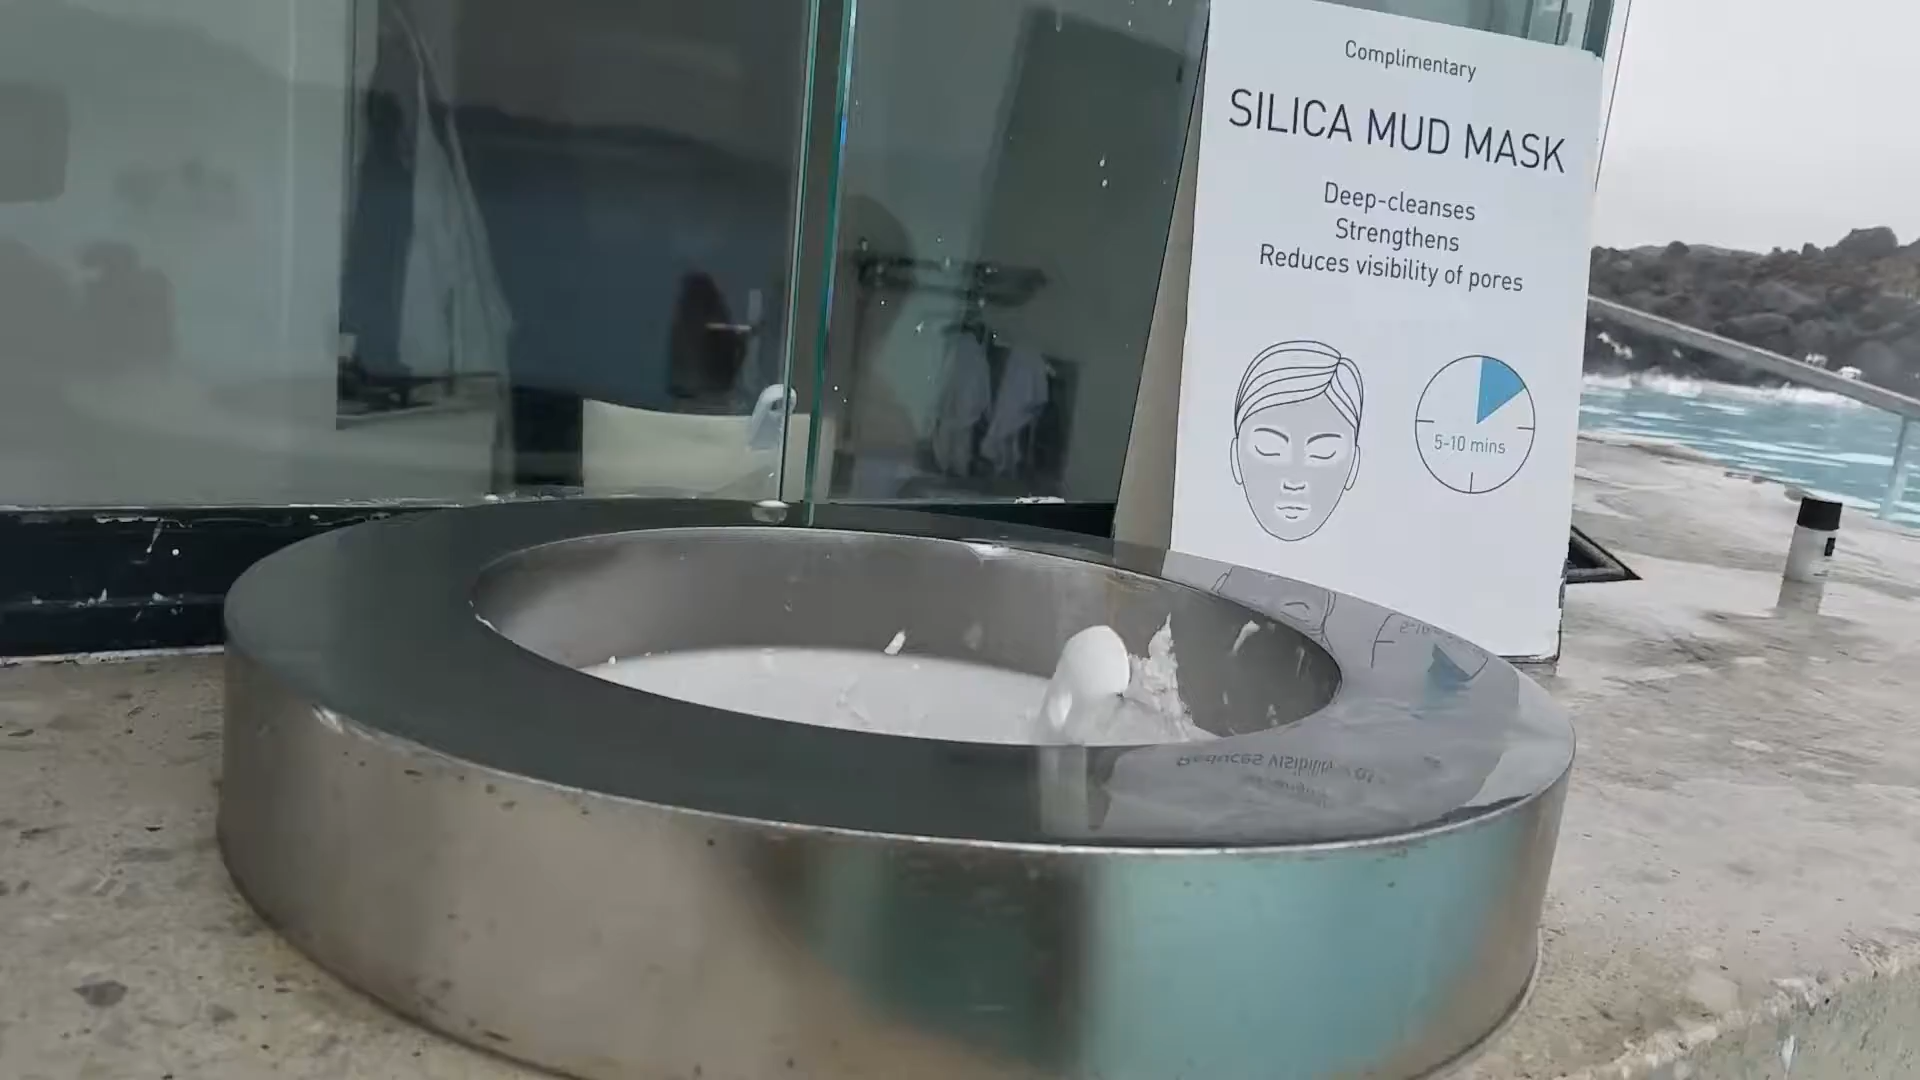 Complimentary
SILICA MUD MASK
Deep-cleanses
Strengthens
Reduces visibility of pores
5-10 mins